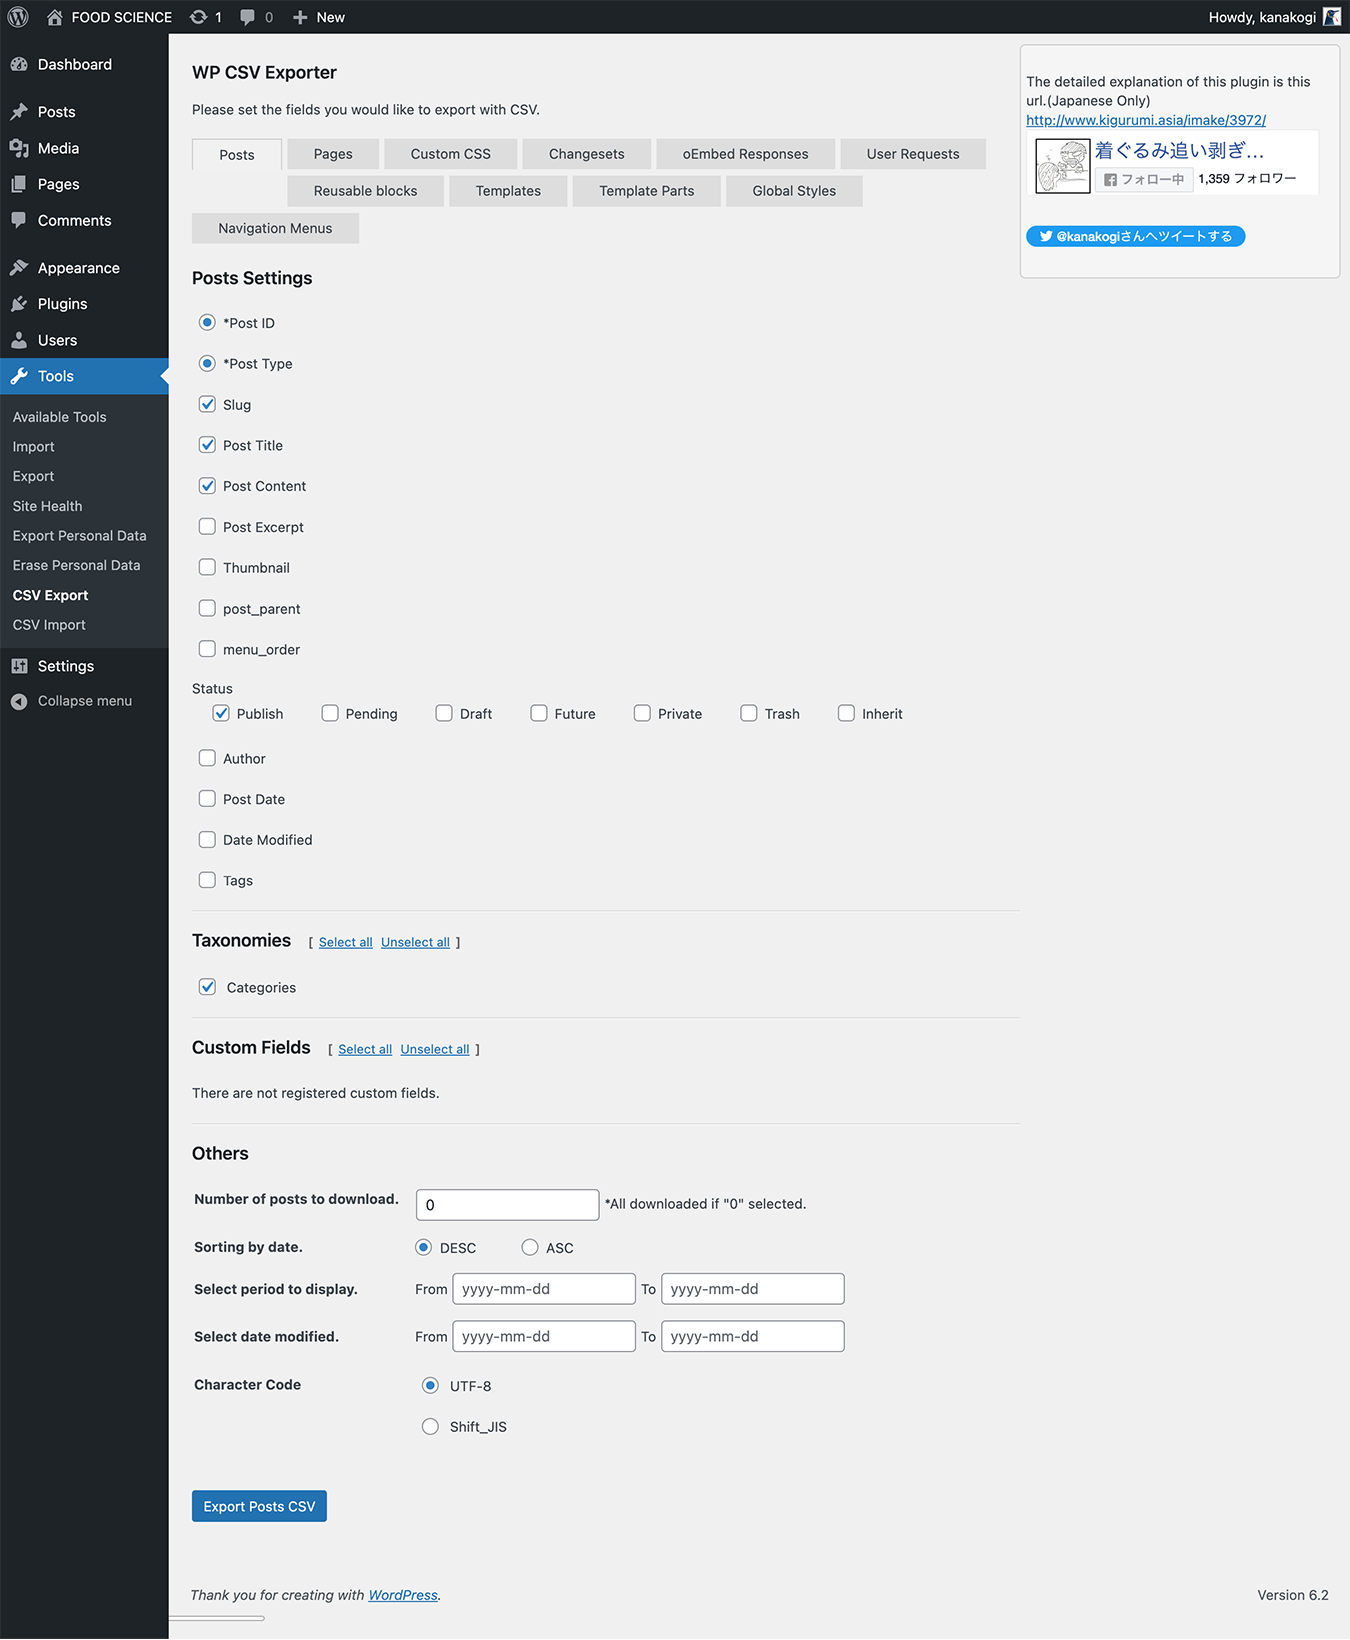 FOOD SCIENCE 1 0 New Howdy, kanakogi
Dashboard
Posts
Media
Pages
Comments
Appearance
Plugins
Users
Tools
Available Tools
Import
Export
Site Health
Export Personal Data
Erase Personal Data
CSV Export
CSV Import
Settings
Collapse menu
WP CSV Exporter
Please set the fields you would like to export with CSV.
Posts Pages Custom CSS Changesets oEmbed Responses User Requests
Reusable blocks Templates Template Parts Global Styles
Navigation Menus
Posts Settings
*Post ID
*Post Type
Slug
Post Title
Post Content
Post Excerpt
Thumbnail
post_parent
menu_order
Status
Publish Pending Draft Future Private Trash Inherit
Author
Post Date
Date Modified
Tags
Taxonomies [ Select all Unselect all ]
Categories
Custom Fields [ Select all Unselect all ]
There are not registered custom fields.
Others
Number of posts to download. 0 *All downloaded if "0" selected.
Sorting by date. DESC ASC
Select period to display. From yyyy-mm-dd To yyyy-mm-dd
Select date modified. From yyyy-mm-dd To yyyy-mm-dd
Character Code UTF-8
Shift_JIS
Export Posts CSV
The detailed explanation of this plugin is this
url.(Japanese Only)
http://www.kigurumi.asia/imake/3972/
着ぐるみ追い剥ぎ…
フォロー中 1,359 フォロワー
@kanakogiさんへツイートする
Thank you for creating with WordPress. Version 6.2